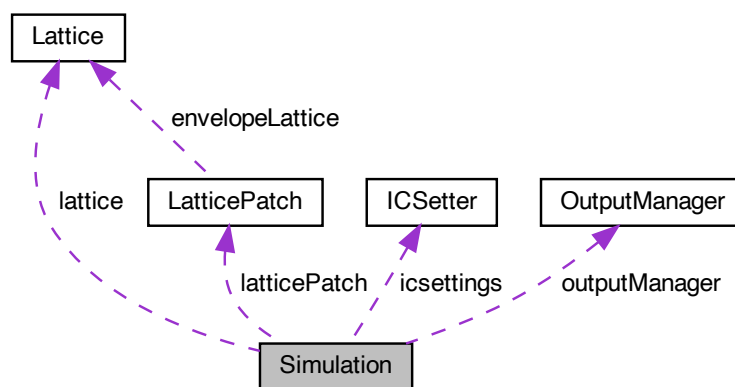 Lattice
envelopeLattice
lattice
LatticePatch
ICSetter
OutputManager
latticePatch
icsettings
outputManager
Simulation